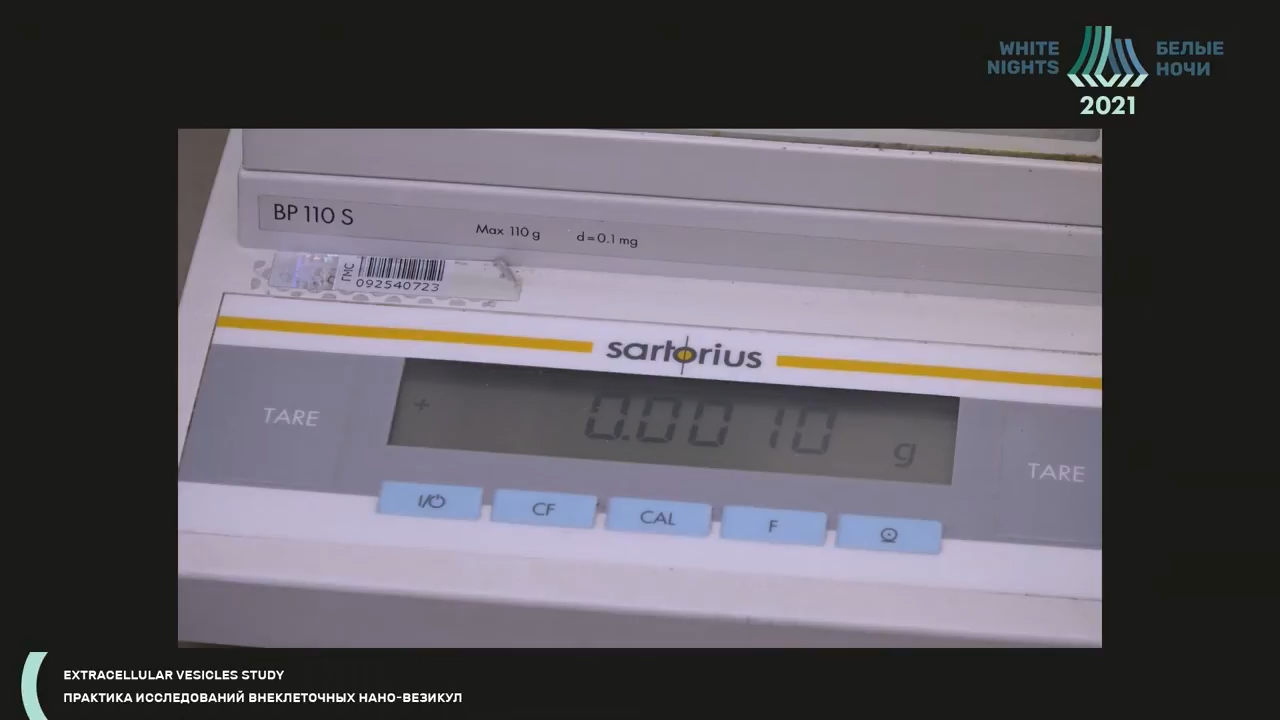 WHITE NIGHTS
БЕЛЫЕ НОЧИ
2021
BP 110 S
Max 110 g
d=0.1 mg
ГМС
092540723
sartorius
TARE
+ 0.0010 g
TARE
I/⏻
CF
CAL
F
EXTRACELLULAR VESICLES STUDY
ПРАКТИКА ИССЛЕДОВАНИЙ ВНЕКЛЕТОЧНЫХ НАНО-ВЕЗИКУЛ